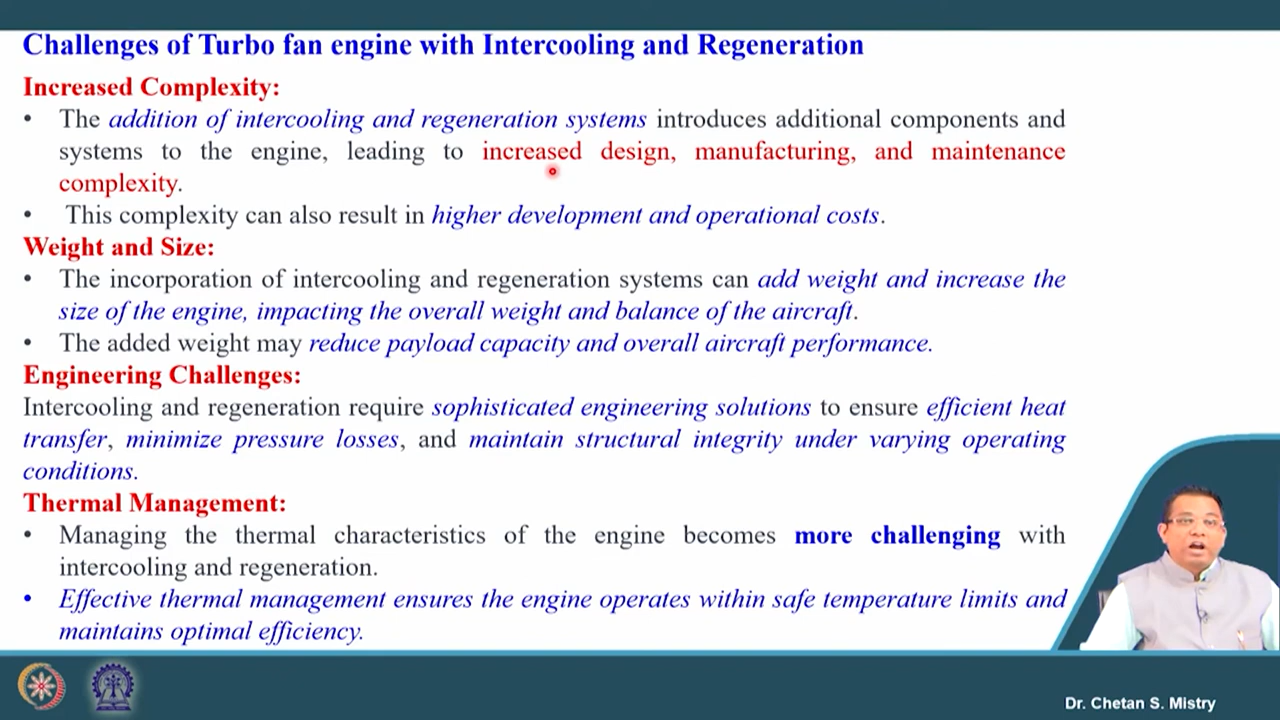 Challenges of Turbo fan engine with Intercooling and Regeneration
Increased Complexity:
• The addition of intercooling and regeneration systems introduces additional components and
systems to the engine, leading to increased design, manufacturing, and maintenance
complexity.
• This complexity can also result in higher development and operational costs.
Weight and Size:
• The incorporation of intercooling and regeneration systems can add weight and increase the
size of the engine, impacting the overall weight and balance of the aircraft.
• The added weight may reduce payload capacity and overall aircraft performance.
Engineering Challenges:
Intercooling and regeneration require sophisticated engineering solutions to ensure efficient heat
transfer, minimize pressure losses, and maintain structural integrity under varying operating
conditions.
Thermal Management:
• Managing the thermal characteristics of the engine becomes more challenging with
intercooling and regeneration.
• Effective thermal management ensures the engine operates within safe temperature limits and
maintains optimal efficiency.
Dr. Chetan S. Mistry